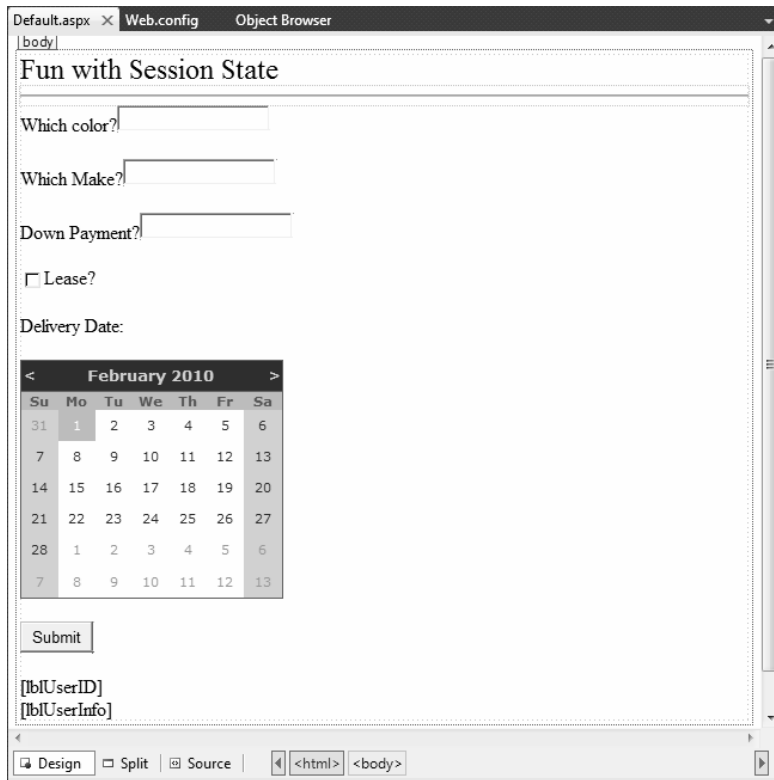 Default.aspx × Web.config Object Browser
body
Fun with Session State
Which color?
Which Make?
Down Payment?
Lease?
Delivery Date:
< February 2010 >
Su Mo Tu We Th Fr Sa
31 1 2 3 4 5 6
7 8 9 10 11 12 13
14 15 16 17 18 19 20
21 22 23 24 25 26 27
28 1 2 3 4 5 6
7 8 9 10 11 12 13
Submit
[lblUserID]
[lblUserInfo]
Design Split Source <html> <body>